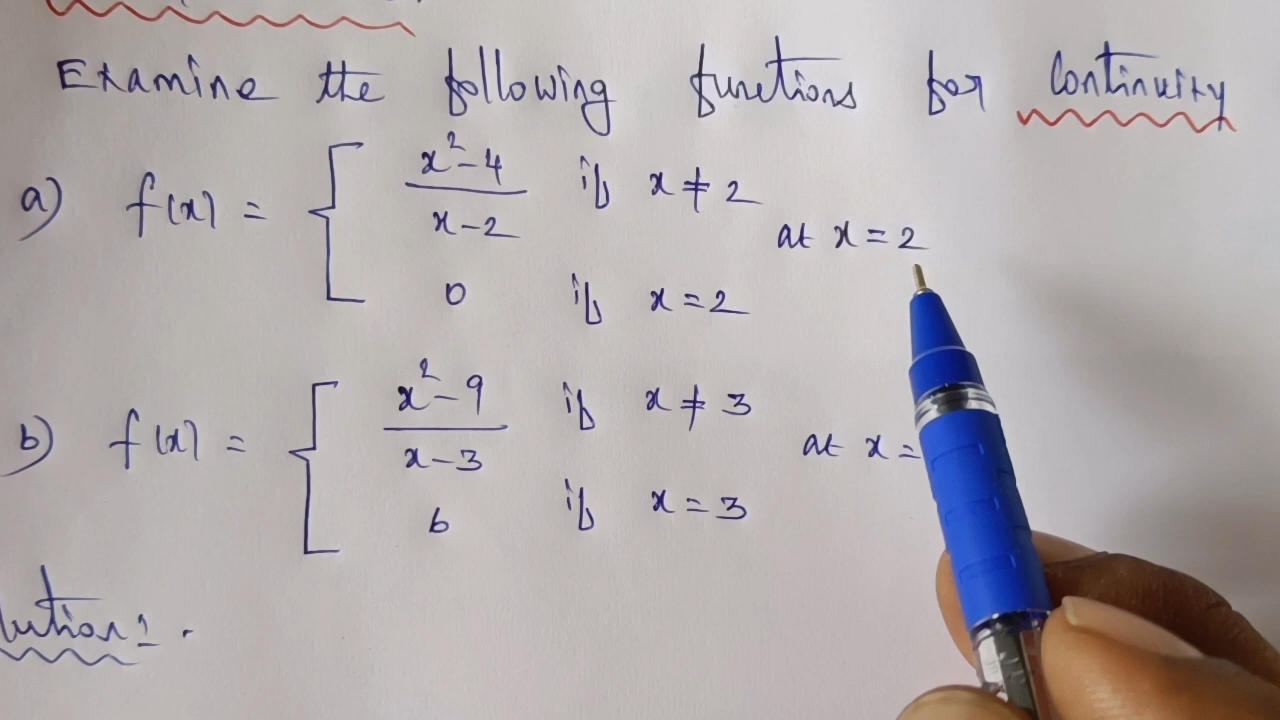 Examine the following functions for continuity
a) f(x) = { x²-4 / x-2 if x ≠ 2
at x = 2
0 if x = 2
b) f(x) = { x²-9 / x-3 if x ≠ 3
at x =
6 if x = 3
lution:.